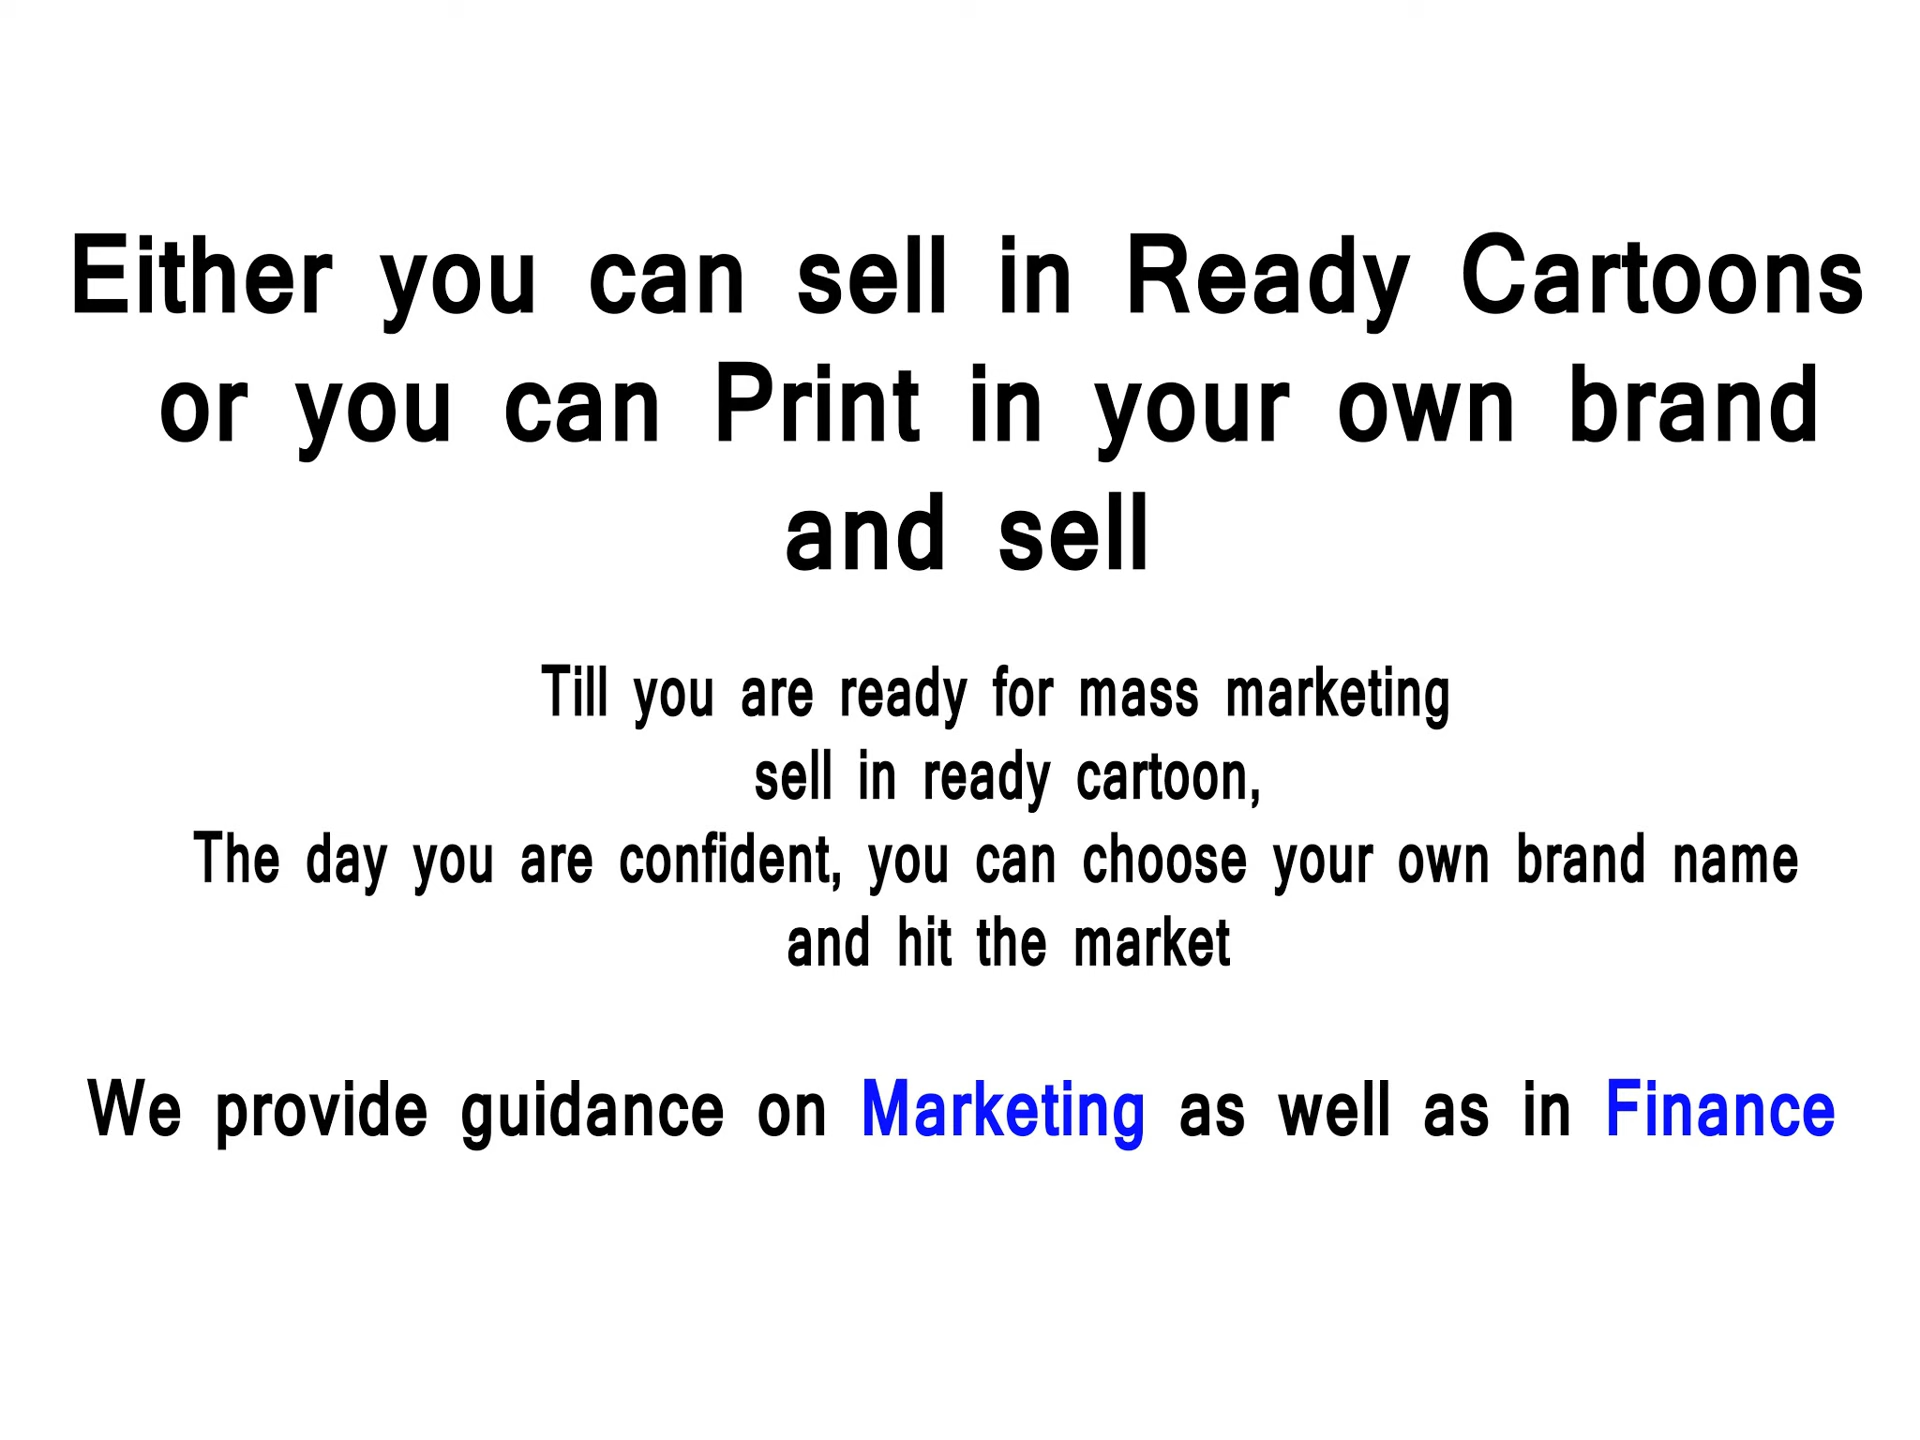 Either you can sell in Ready Cartoons
or you can Print in your own brand
and sell
Till you are ready for mass marketing
sell in ready cartoon,
The day you are confident, you can choose your own brand name
and hit the market
We provide guidance on Marketing as well as in Finance